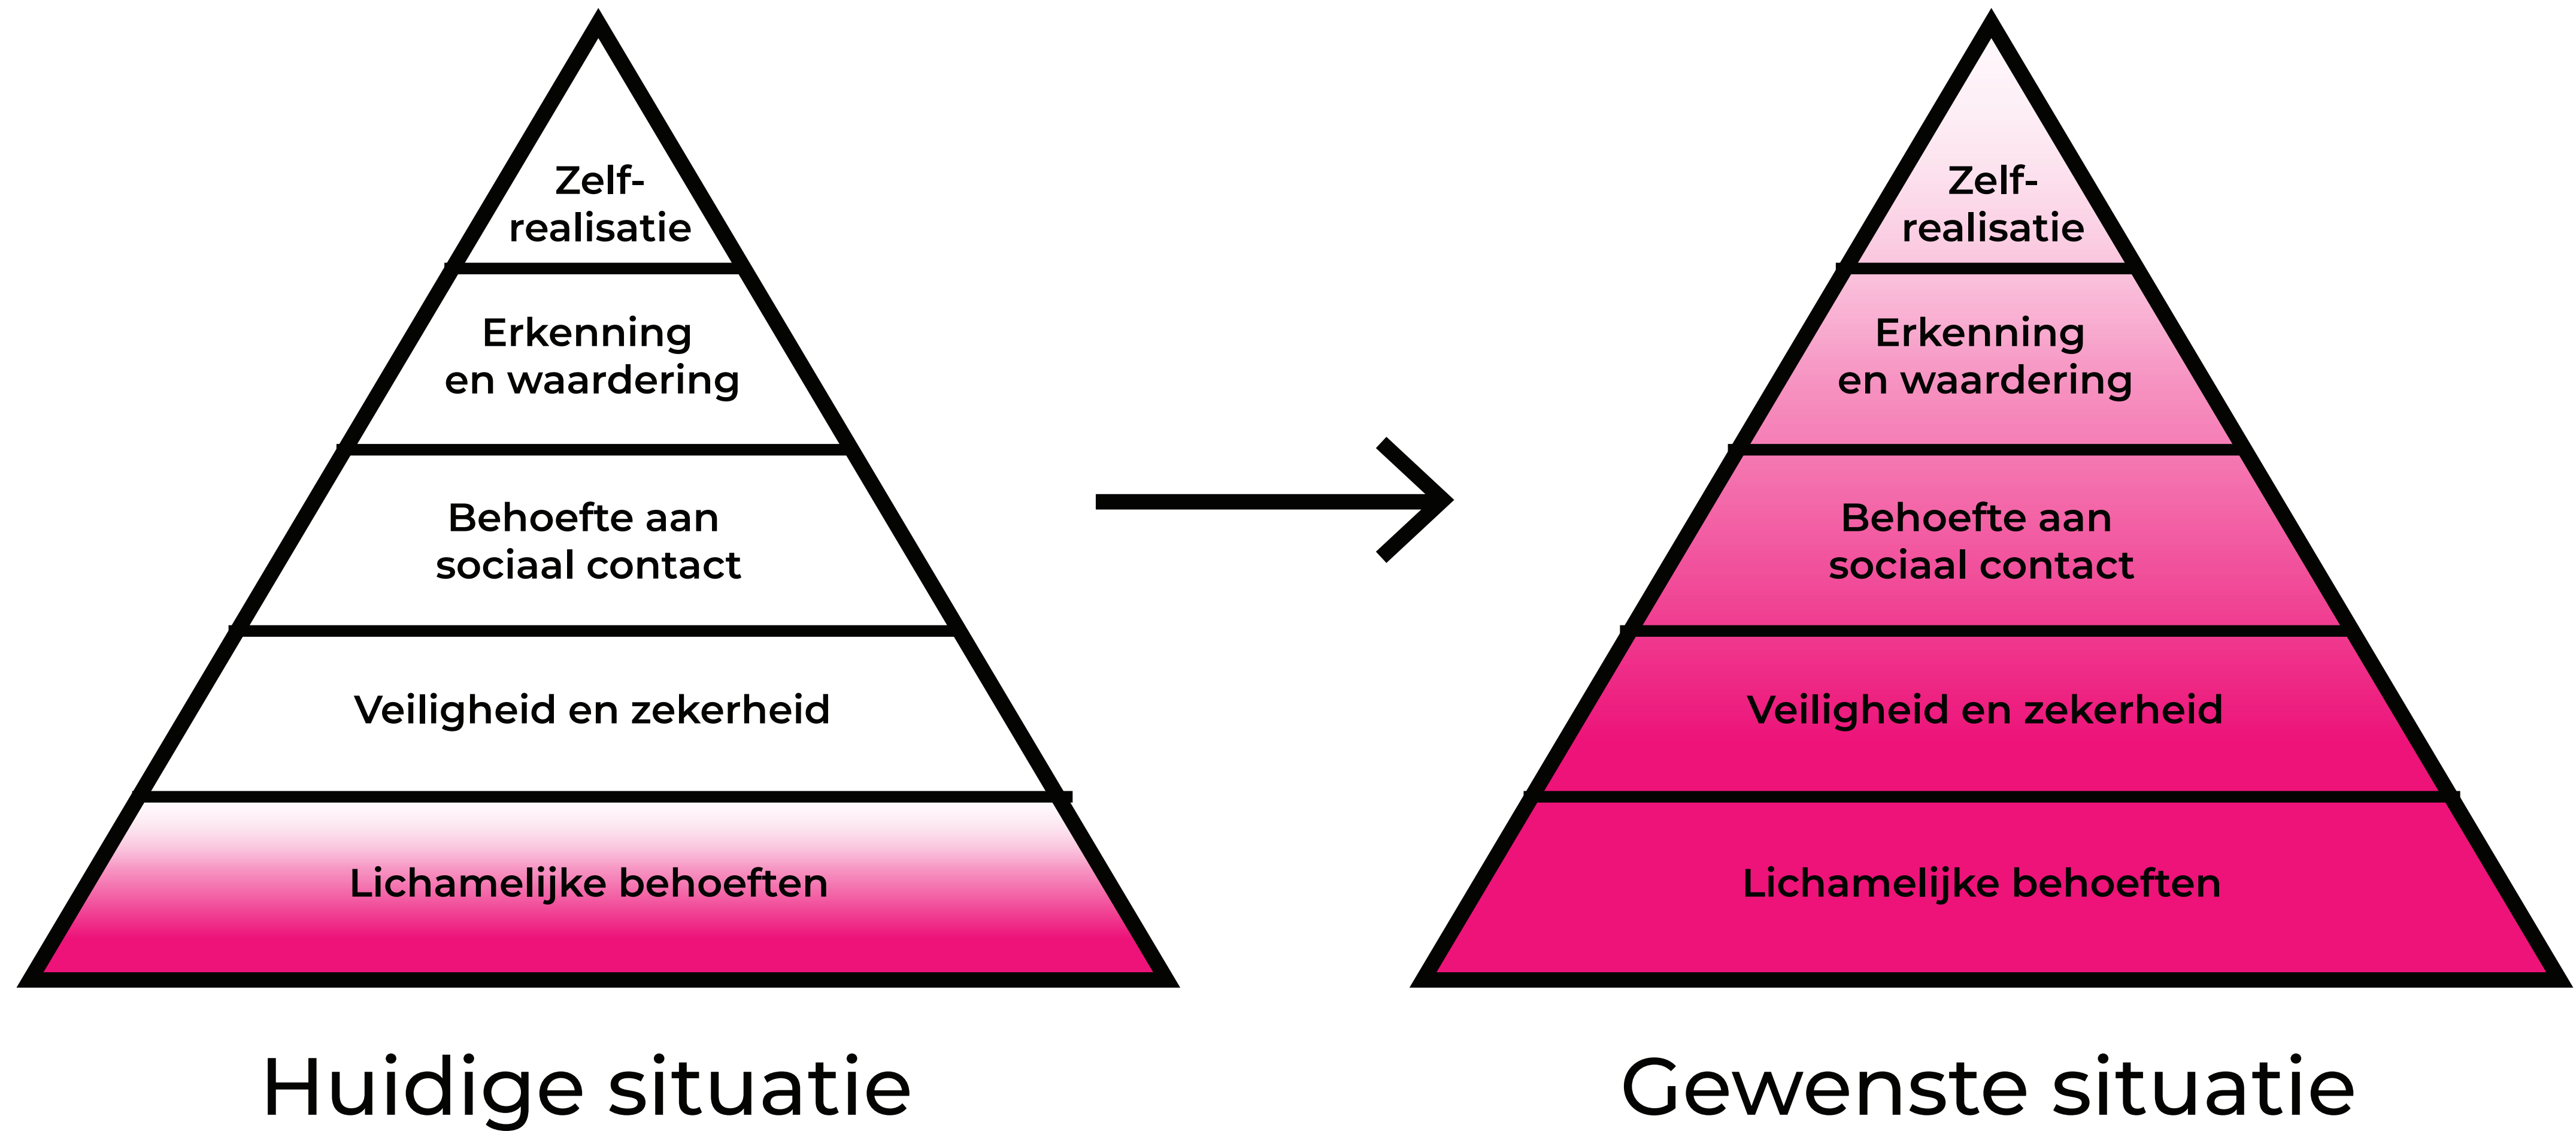 Zelf-
realisatie
Erkenning
en waardering
Behoefte aan
sociaal contact
Veiligheid en zekerheid
Lichamelijke behoeften
Huidige situatie
Zelf-
realisatie
Erkenning
en waardering
Behoefte aan
sociaal contact
Veiligheid en zekerheid
Lichamelijke behoeften
Gewenste situatie